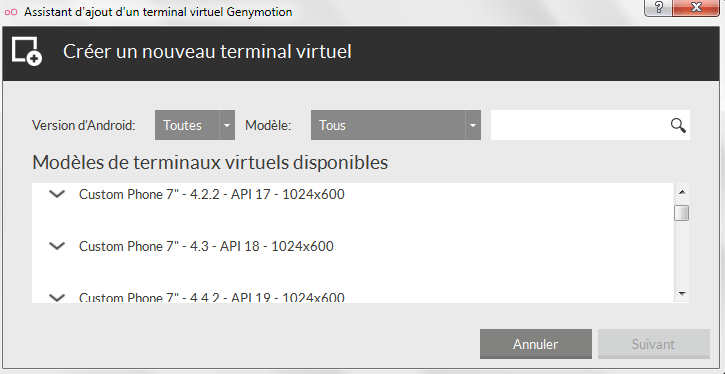 Assistant d'ajout d'un terminal virtuel Genymotion
Créer un nouveau terminal virtuel
Version d'Android: Toutes Modèle: Tous
Modèles de terminaux virtuels disponibles
Custom Phone 7" - 4.2.2 - API 17 - 1024x600
Custom Phone 7" - 4.3 - API 18 - 1024x600
Custom Phone 7" - 4.4.2 - API 19 - 1024x600
Annuler Suivant